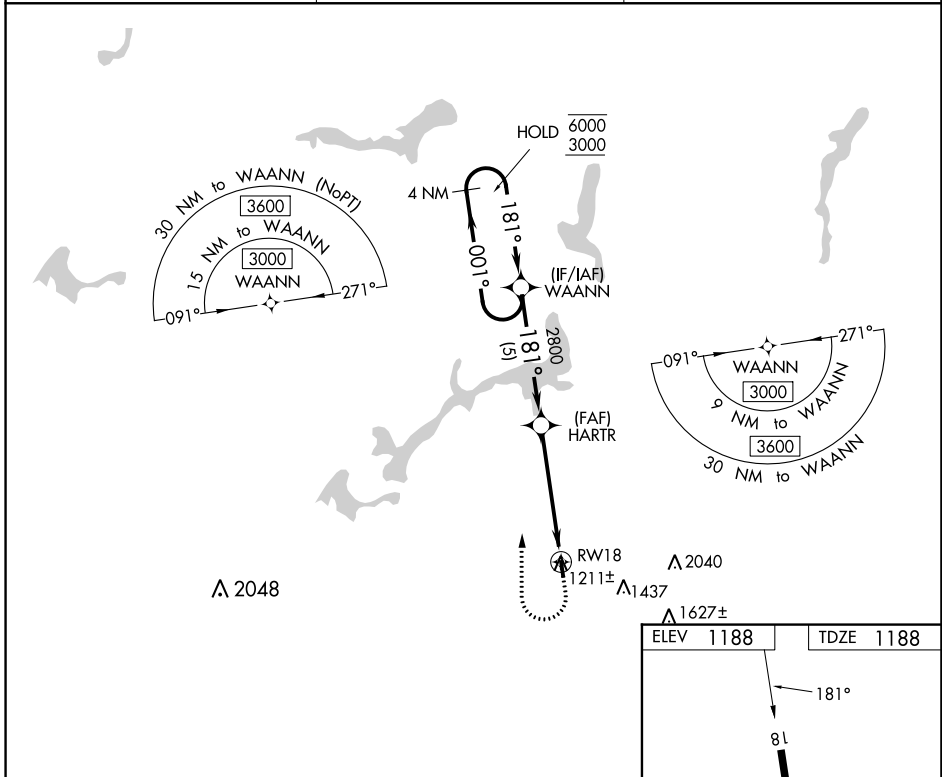 HOLD 6000
3000
4 NM
181°
001°
(IF/IAF)
WAANN
30 NM to WAANN (NoPT)
3600
15 NM to WAANN
3000
WAANN
091°
271°
181°
(5)
2800
(FAF)
HARTR
091°
271°
WAANN
3000
9 NM to WAANN
3600
30 NM to WAANN
RW18
1211±
2048
2040
1437
1627±
ELEV 1188
TDZE 1188
181°
18